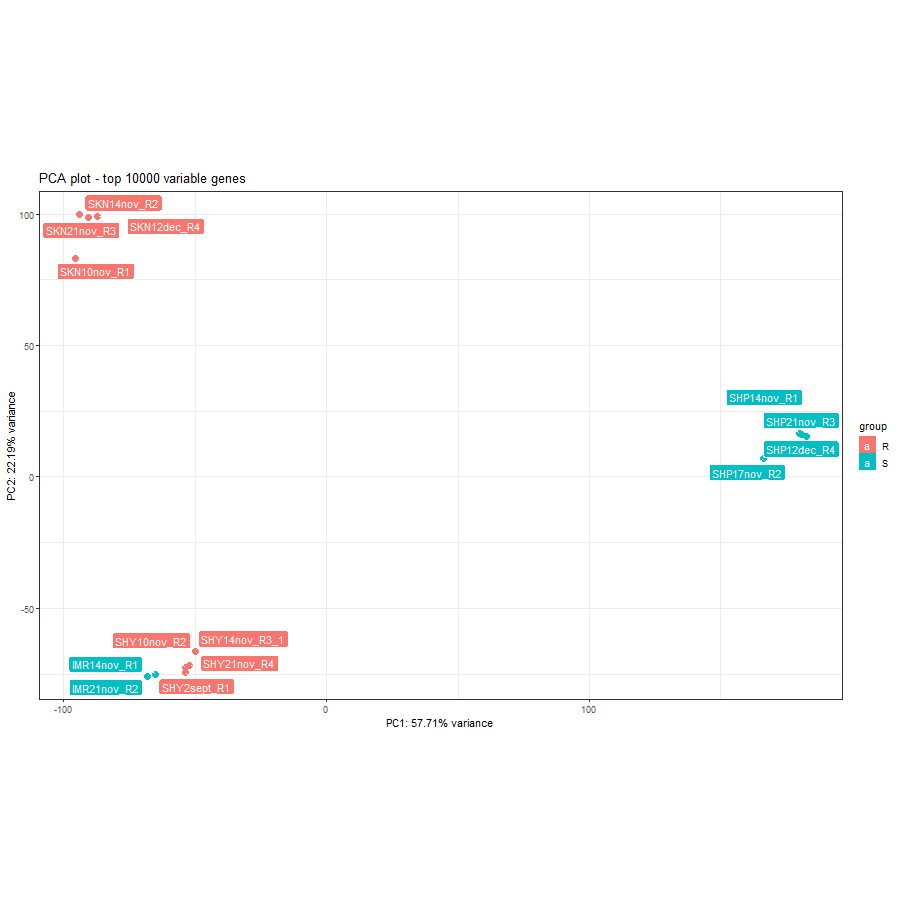 PCA plot - top 10000 variable genes
SKN14nov_R2
SKN21nov_R3
SKN12dec_R4
SKN10nov_R1
SHP14nov_R1
SHP21nov_R3
SHP12dec_R4
SHP17nov_R2
SHY10nov_R2
SHY14nov_R3_1
IMR14nov_R1
SHY21nov_R4
IMR21nov_R2
SHY2sept_R1
100
50
0
-50
PC2: 22.19% variance
-100
0
100
PC1: 57.71% variance
group
a R
a S